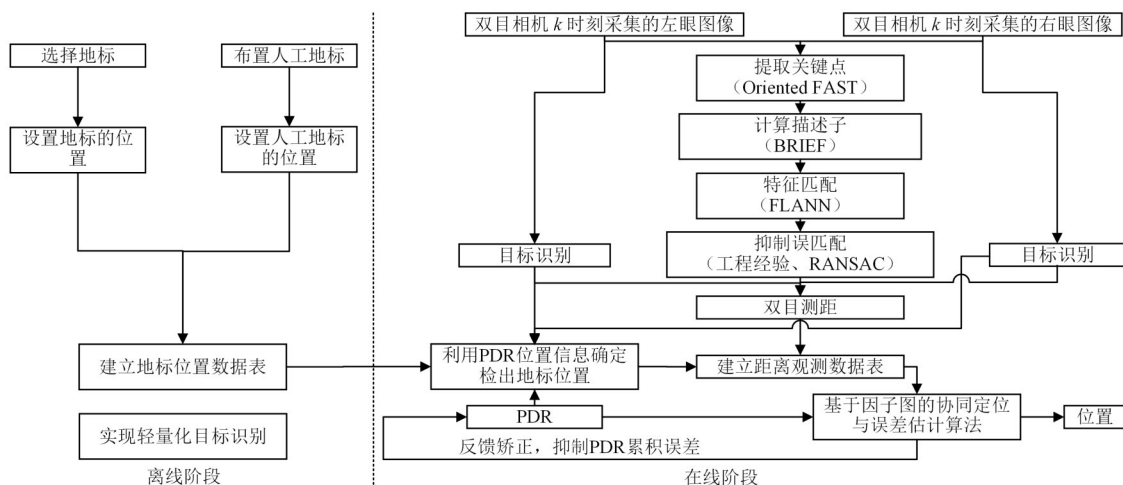 双目相机 k 时刻采集的左眼图像
双目相机 k 时刻采集的右眼图像
选择地标
布置人工地标
提取关键点
（Oriented FAST）
设置地标的位
置
设置人工地标
的位置
计算描述子
（BRIEF）
特征匹配
（FLANN）
目标识别
抑制误匹配
（工程经验、RANSAC）
目标识别
双目测距
建立地标位置数据表
利用PDR位置信息确定
检出地标位置
建立距离观测数据表
实现轻量化目标识别
PDR
基于因子图的协同定位
与误差估计算法
位置
反馈矫正，抑制PDR累积误差
离线阶段
在线阶段